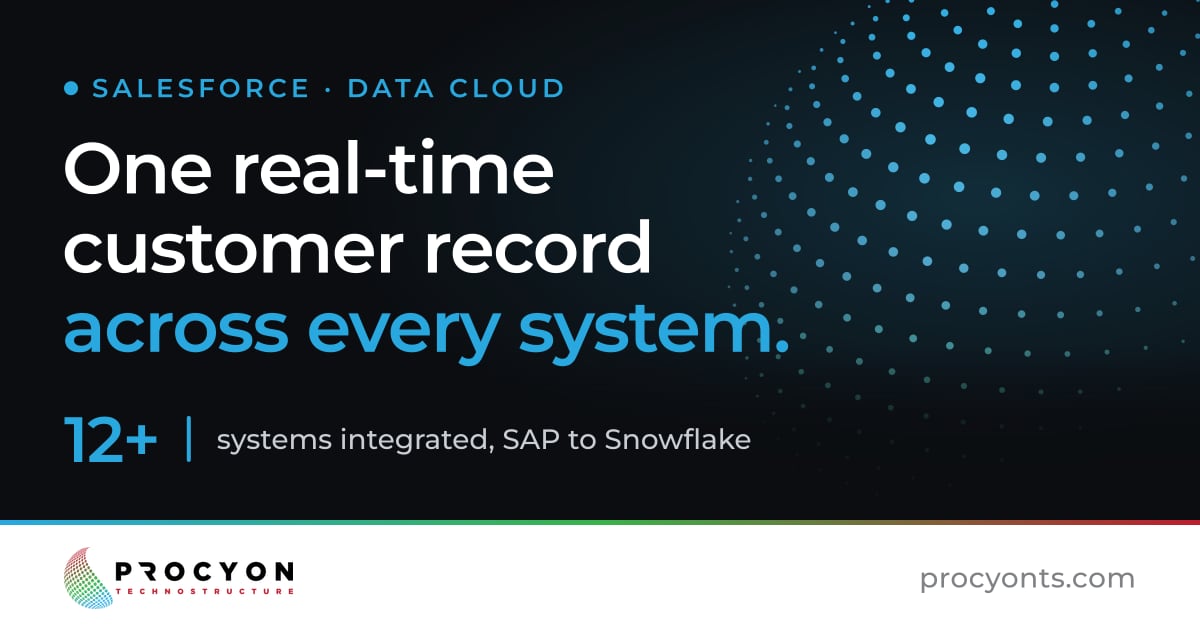 SALESFORCE · DATA CLOUD
One real-time
customer record
across every system.
12+ | systems integrated, SAP to Snowflake
PROCYON
TECHNOSTRUCTURE
procyonts.com